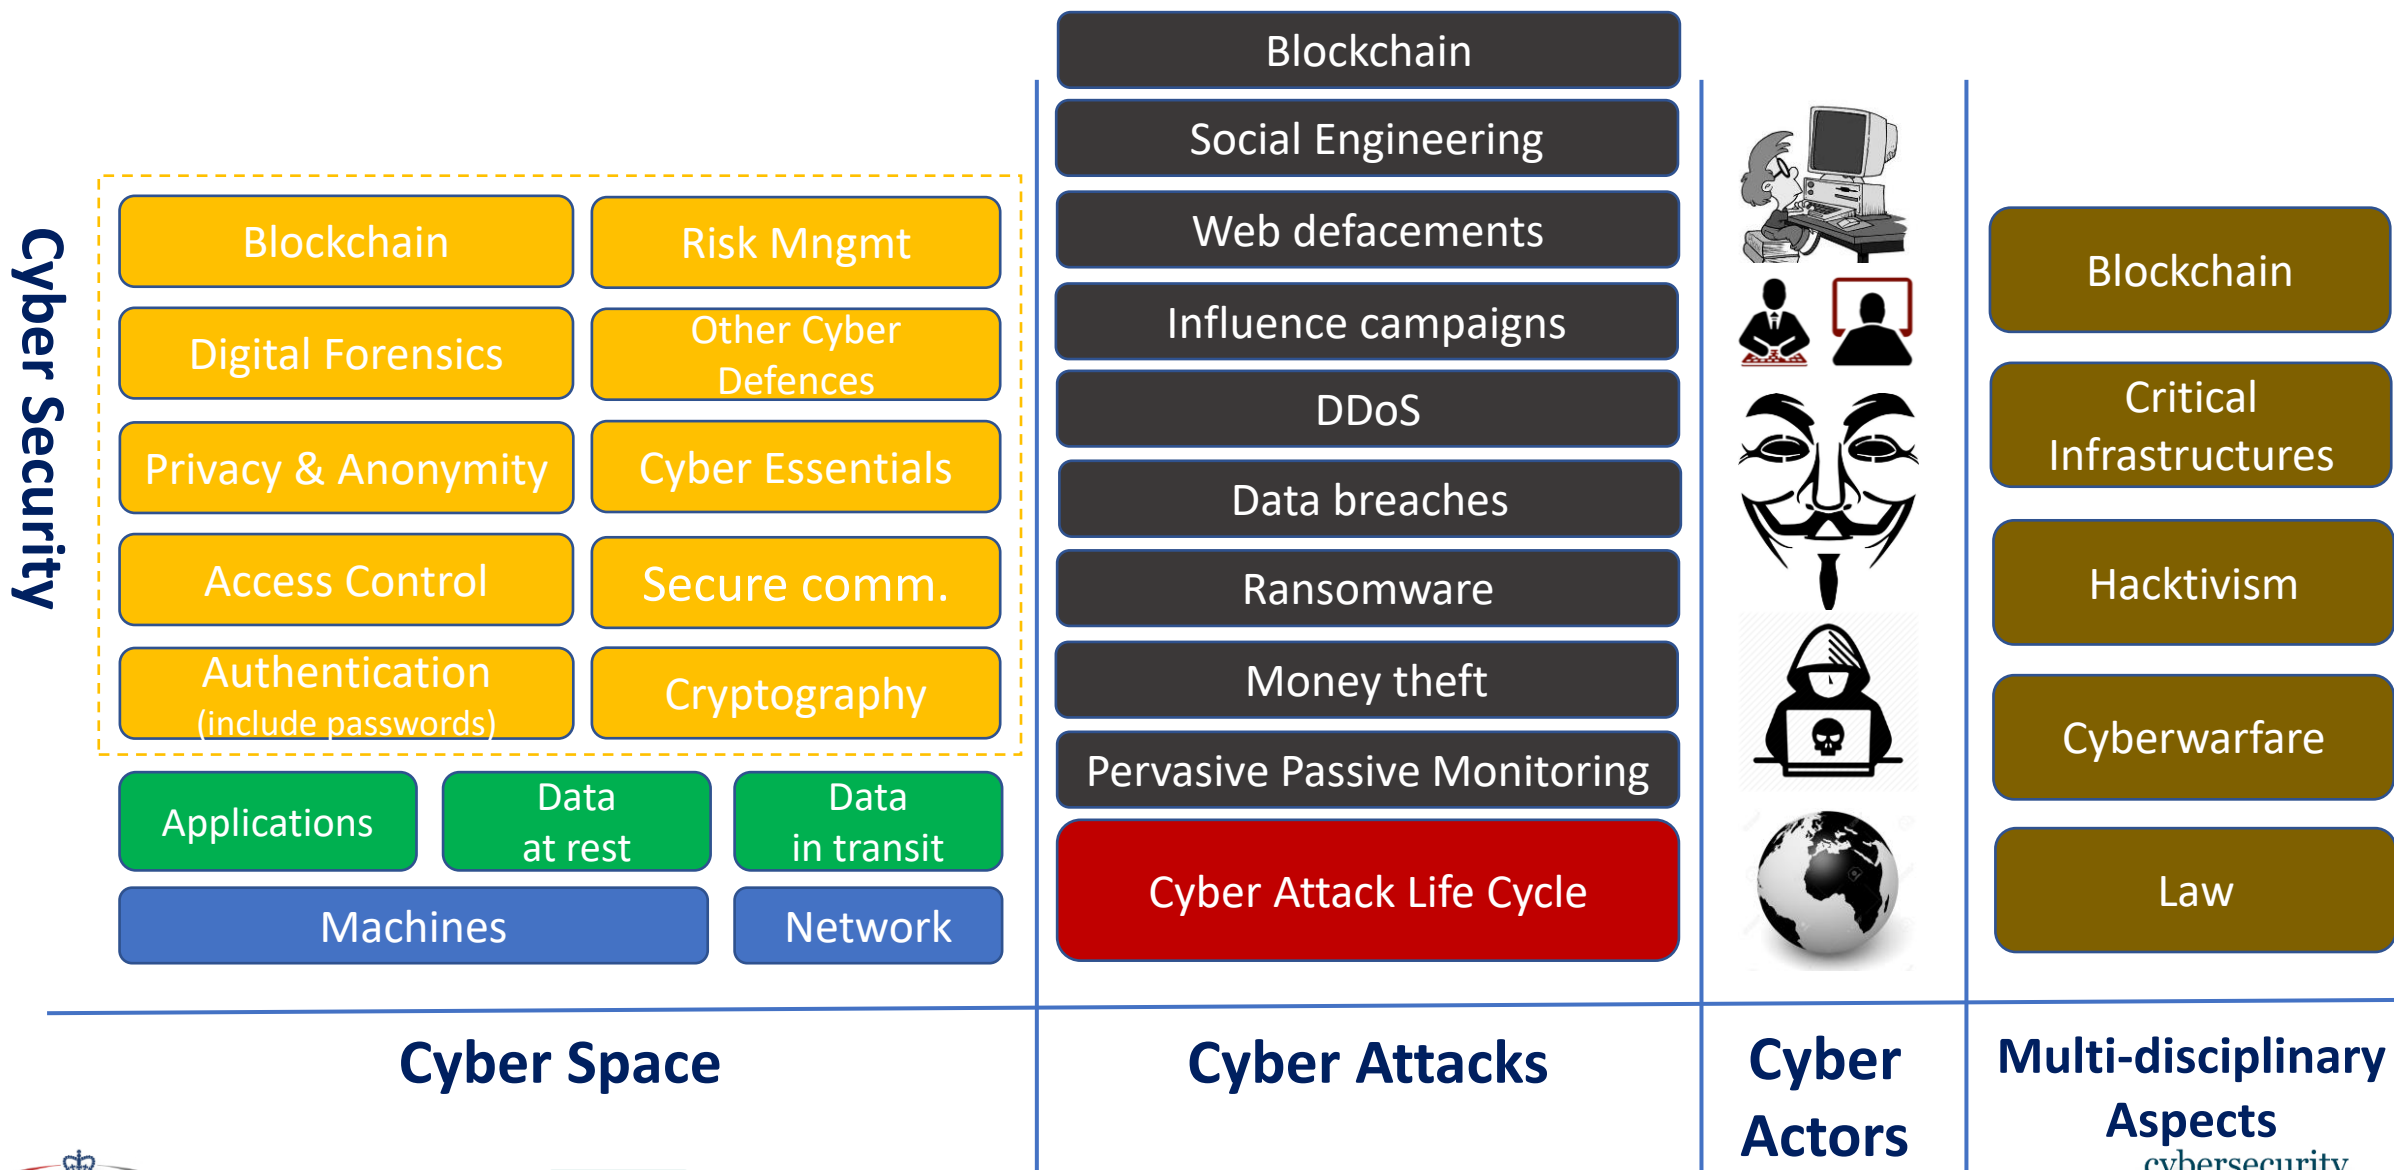 Cyber Security
Blockchain
Risk Mngmt
Digital Forensics
Other Cyber
Defences
Privacy & Anonymity
Cyber Essentials
Access Control
Secure comm.
Authentication
(include passwords)
Cryptography
Applications
Data
at rest
Data
in transit
Machines
Network
Cyber Space
Blockchain
Social Engineering
Web defacements
Influence campaigns
DDoS
Data breaches
Ransomware
Money theft
Pervasive Passive Monitoring
Cyber Attack Life Cycle
Cyber Attacks
Cyber
Actors
Blockchain
Critical
Infrastructures
Hacktivism
Cyberwarfare
Law
Multi-disciplinary
Aspects
cybersecurity